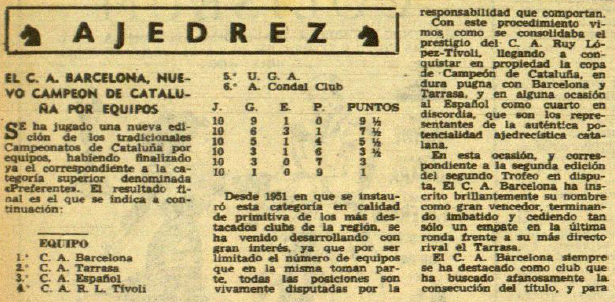 AJEDREZ
EL C. A. BARCELONA, NUE-
VO CAMPEON DE CATALU-
ÑA POR EQUIPOS
SE ha jugado una nueva edi-
ción de los tradicionales
Campeonatos de Cataluña por
equipos, habiendo finalizado
ya el correspondiente a la ca-
tegoría superior denominada
«Preferente». El resultado fi-
nal es el que se indica a con-
tinuación:
EQUIPO
1.º C. A. Barcelona
2.º C. A. Tarrasa
3.º C. A. Español
4.º C. A. R. L. Tívoli
5.º U. G. A.
6.º A. Condal Club
J. G. E. P. PUNTOS
10 9 1 0 9 ½
10 6 3 1 7 ½
10 5 1 4 5 ½
10 3 1 6 3 ½
10 3 0 7 3
10 1 0 9 1
Desde 1951 en que se instau-
ró esta categoría en calidad
de primitiva de los más des-
tacados clubs de la región, se
ha venido desarrollando con
gran interés, ya que por ser
limitado el número de equipos
que en la misma toman par-
te, todas las posiciones son
vivamente disputadas por la
responsabilidad que comportan.
Con este procedimiento vi-
mos como se consolidaba el
prestigio del C. A. Ruy Ló-
pez-Tívoli, llegando a con-
quistar en propiedad la copa
de Campeón de Cataluña, en
dura pugna con Barcelona y
Tarrasa, y en alguna ocasión
al Español como cuarto en
discordia, que son los repre-
sentantes de la auténtica po-
tencialidad ajedrecística cata-
lana.
En esta ocasión, y corres-
pondiente a la segunda edición
del segundo Trofeo en dispu-
ta, El C. A. Barcelona ha ins-
crito brillantemente su nombre
como gran vencedor, terminan-
do imbatido y cediendo tan
sólo un empate en la última
ronda frente a su más directo
rival el Tarrasa.
El C. A. Barcelona siempre
se ha destacado como club que
ha buscado afanosamente la
consecución del título, y para